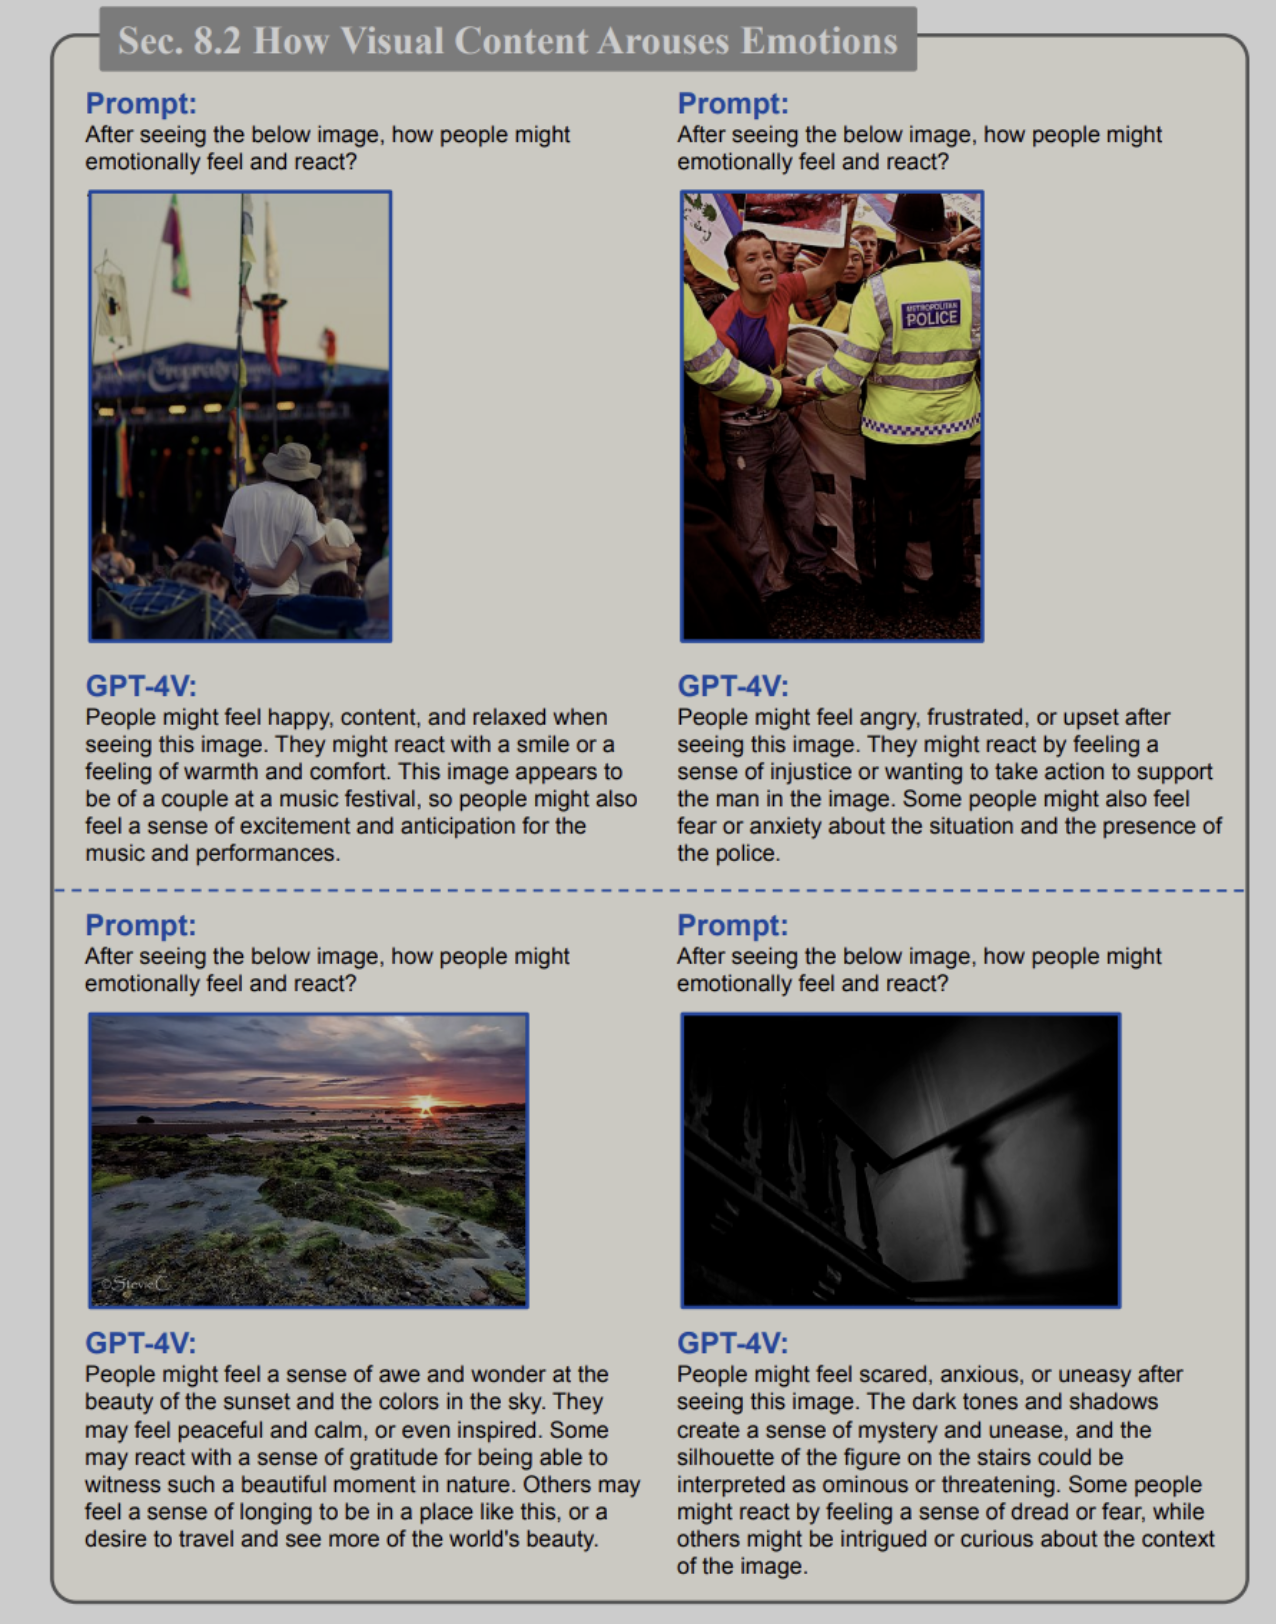 Sec. 8.2 How Visual Content Arouses Emotions
Prompt:
After seeing the below image, how people might
emotionally feel and react?
METROPOLITAN
POLICE
GPT-4V:
People might feel happy, content, and relaxed when
seeing this image. They might react with a smile or a
feeling of warmth and comfort. This image appears to
be of a couple at a music festival, so people might also
feel a sense of excitement and anticipation for the
music and performances.
Prompt:
After seeing the below image, how people might
emotionally feel and react?
GPT-4V:
People might feel angry, frustrated, or upset after
seeing this image. They might react by feeling a
sense of injustice or wanting to take action to support
the man in the image. Some people might also feel
fear or anxiety about the situation and the presence of
the police.
Prompt:
After seeing the below image, how people might
emotionally feel and react?
©StevieC
GPT-4V:
People might feel a sense of awe and wonder at the
beauty of the sunset and the colors in the sky. They
may feel peaceful and calm, or even inspired. Some
may react with a sense of gratitude for being able to
witness such a beautiful moment in nature. Others may
feel a sense of longing to be in a place like this, or a
desire to travel and see more of the world's beauty.
Prompt:
After seeing the below image, how people might
emotionally feel and react?
GPT-4V:
People might feel scared, anxious, or uneasy after
seeing this image. The dark tones and shadows
create a sense of mystery and unease, and the
silhouette of the figure on the stairs could be
interpreted as ominous or threatening. Some people
might react by feeling a sense of dread or fear, while
others might be intrigued or curious about the context
of the image.